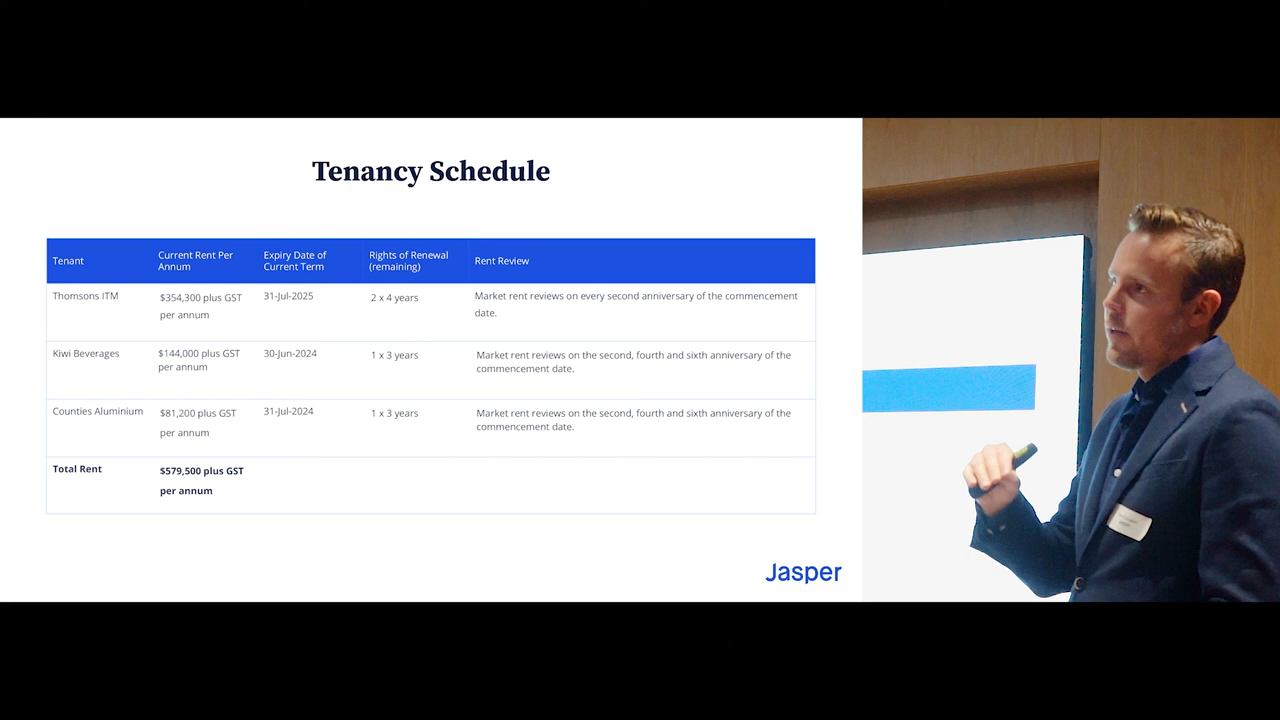 Tenancy Schedule
Tenant
Current Rent Per
Annum
Expiry Date of
Current Term
Rights of Renewal
(remaining)
Rent Review
Thomsons ITM
$354,300 plus GST
per annum
31-Jul-2025
2 x 4 years
Market rent reviews on every second anniversary of the commencement
date.
Kiwi Beverages
$144,000 plus GST
per annum
30-Jun-2024
1 x 3 years
Market rent reviews on the second, fourth and sixth anniversary of the
commencement date.
Counties Aluminium
$81,200 plus GST
per annum
31-Jul-2024
1 x 3 years
Market rent reviews on the second, fourth and sixth anniversary of the
commencement date.
Total Rent
$579,500 plus GST
per annum
Jasper